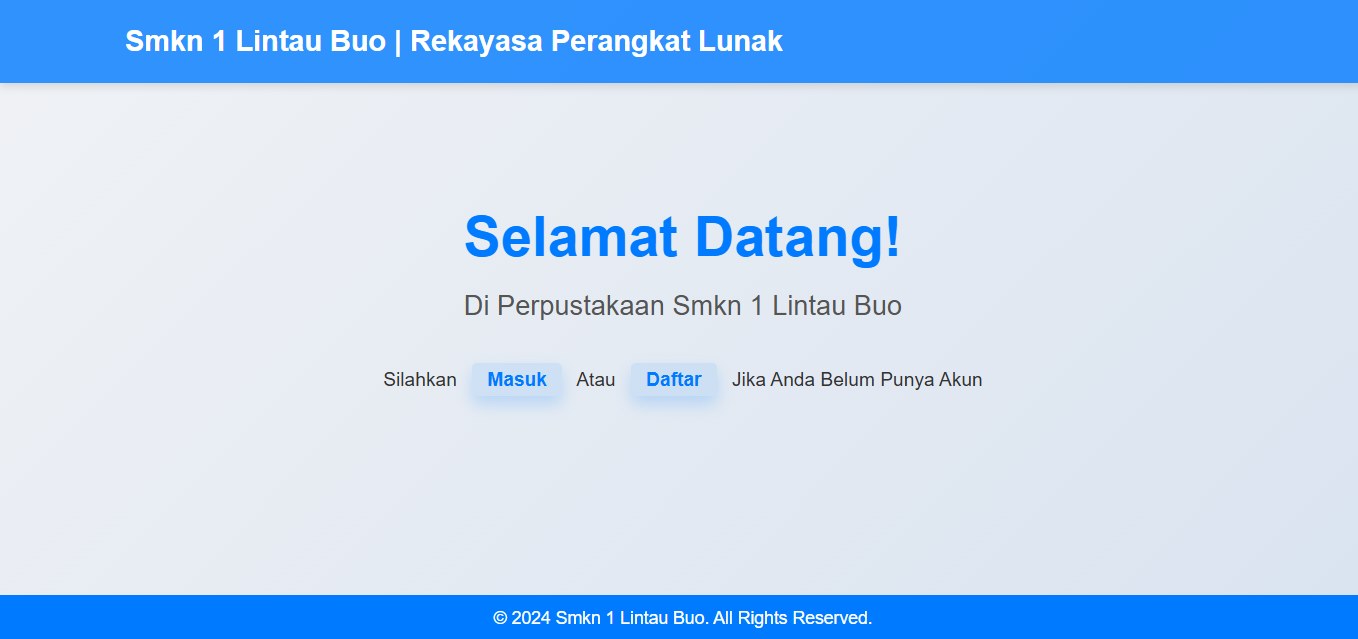 Smkn 1 Lintau Buo | Rekayasa Perangkat Lunak
Selamat Datang!
Di Perpustakaan Smkn 1 Lintau Buo
Silahkan Masuk Atau Daftar Jika Anda Belum Punya Akun
© 2024 Smkn 1 Lintau Buo. All Rights Reserved.